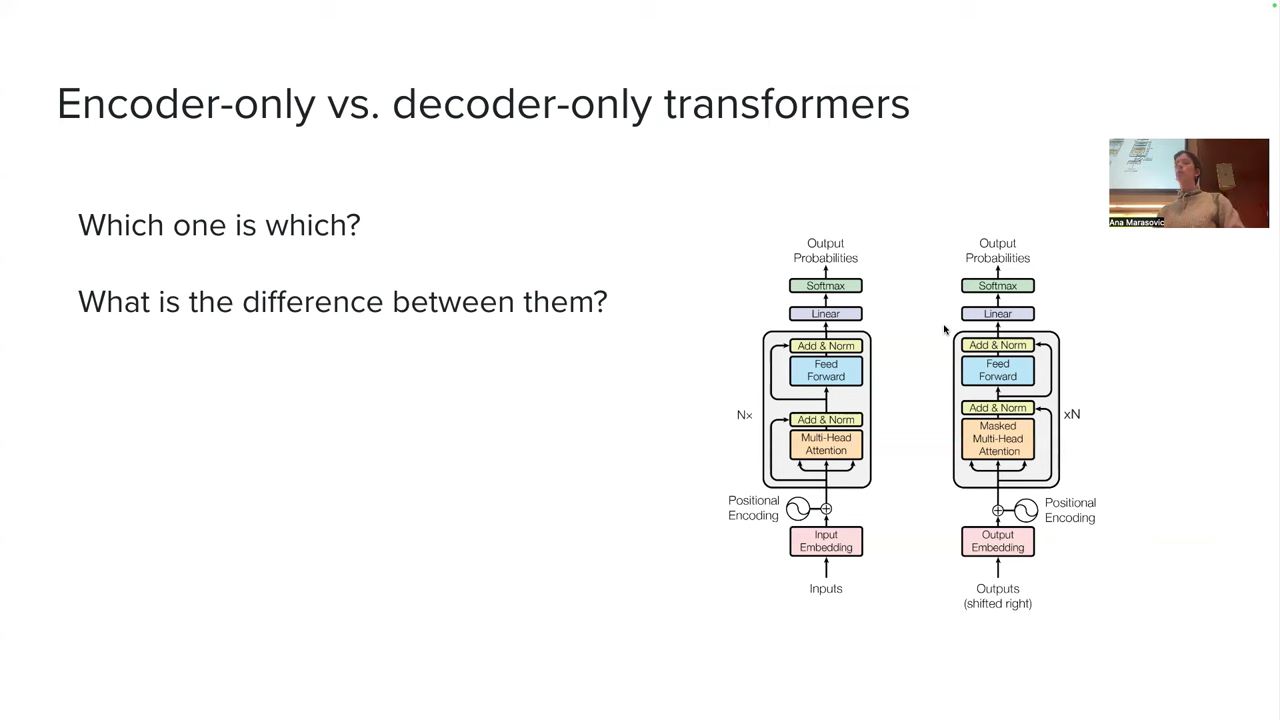 Encoder-only vs. decoder-only transformers
Which one is which?
What is the difference between them?
Ana Marasovic
Output
Probabilities
Softmax
Linear
Add & Norm
Feed
Forward
Add & Norm
Multi-Head
Attention
Nx
Positional
Encoding
Input
Embedding
Inputs
Output
Probabilities
Softmax
Linear
Add & Norm
Feed
Forward
Add & Norm
Masked
Multi-Head
Attention
xN
Positional
Encoding
Output
Embedding
Outputs
(shifted right)